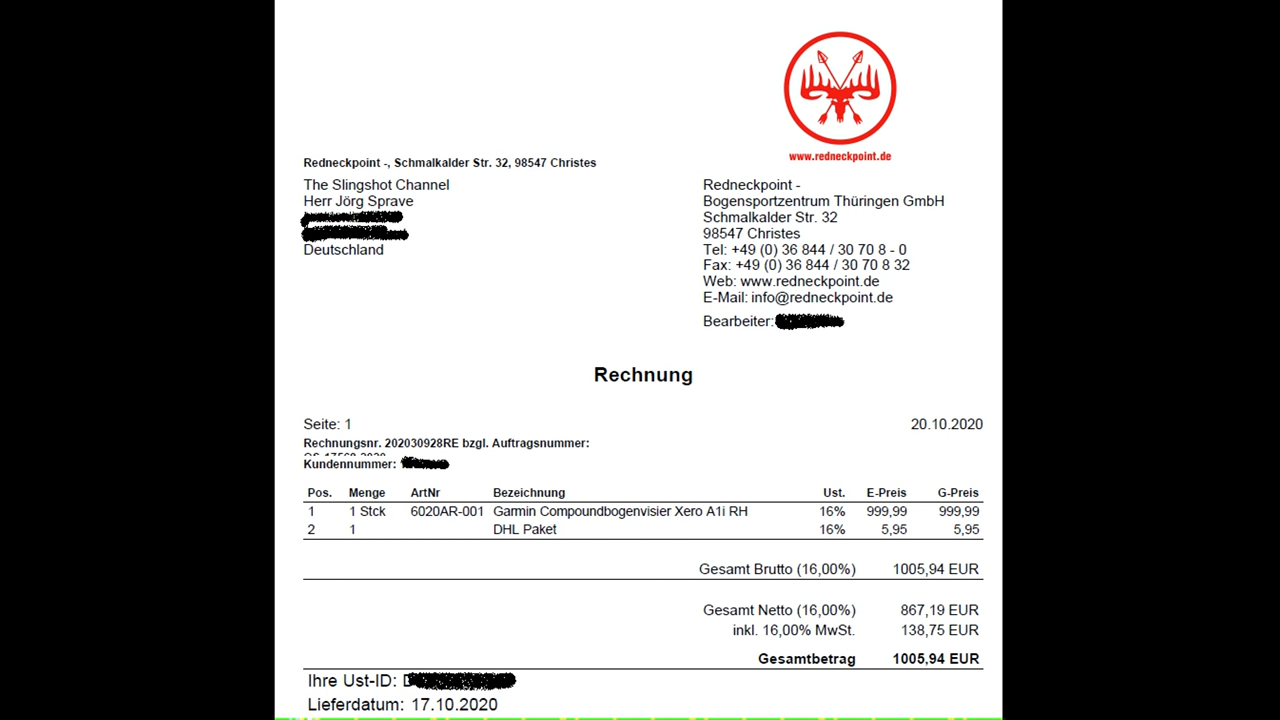 www.redneckpoint.de
Redneckpoint -, Schmalkalder Str. 32, 98547 Christes
The Slingshot Channel
Herr Jörg Sprave
Deutschland
Redneckpoint -
Bogensportzentrum Thüringen GmbH
Schmalkalder Str. 32
98547 Christes
Tel: +49 (0) 36 844 / 30 70 8 - 0
Fax: +49 (0) 36 844 / 30 70 8 32
Web: www.redneckpoint.de
E-Mail: info@redneckpoint.de
Bearbeiter:
Rechnung
Seite: 1 20.10.2020
Rechnungsnr. 202030928RE bzgl. Auftragsnummer:
Kundennummer:
Pos. Menge ArtNr Bezeichnung Ust. E-Preis G-Preis
1 1 Stck 6020AR-001 Garmin Compoundbogenvisier Xero A1i RH 16% 999,99 999,99
2 1 DHL Paket 16% 5,95 5,95
Gesamt Brutto (16,00%) 1005,94 EUR
Gesamt Netto (16,00%) 867,19 EUR
inkl. 16,00% MwSt. 138,75 EUR
Gesamtbetrag 1005,94 EUR
Ihre Ust-ID: D
Lieferdatum: 17.10.2020